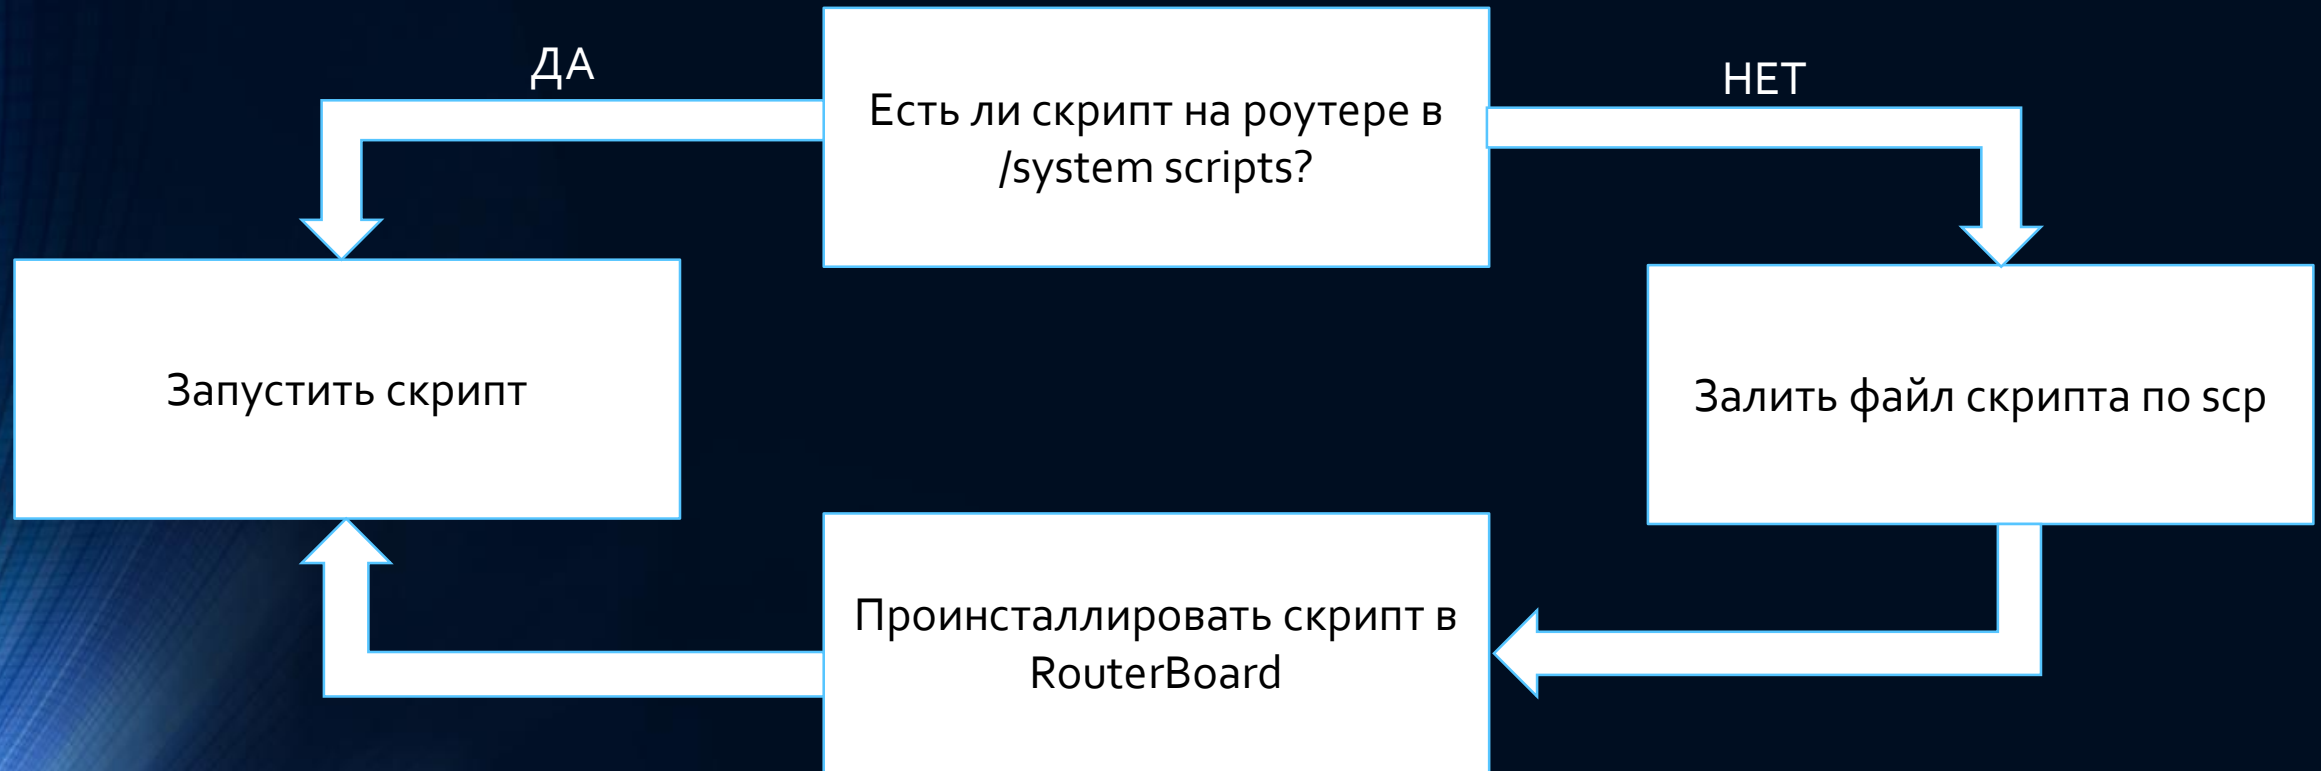 ДА
Есть ли скрипт на роутере в
/system scripts?
НЕТ
Запустить скрипт
Залить файл скрипта по scp
Проинсталлировать скрипт в
RouterBoard